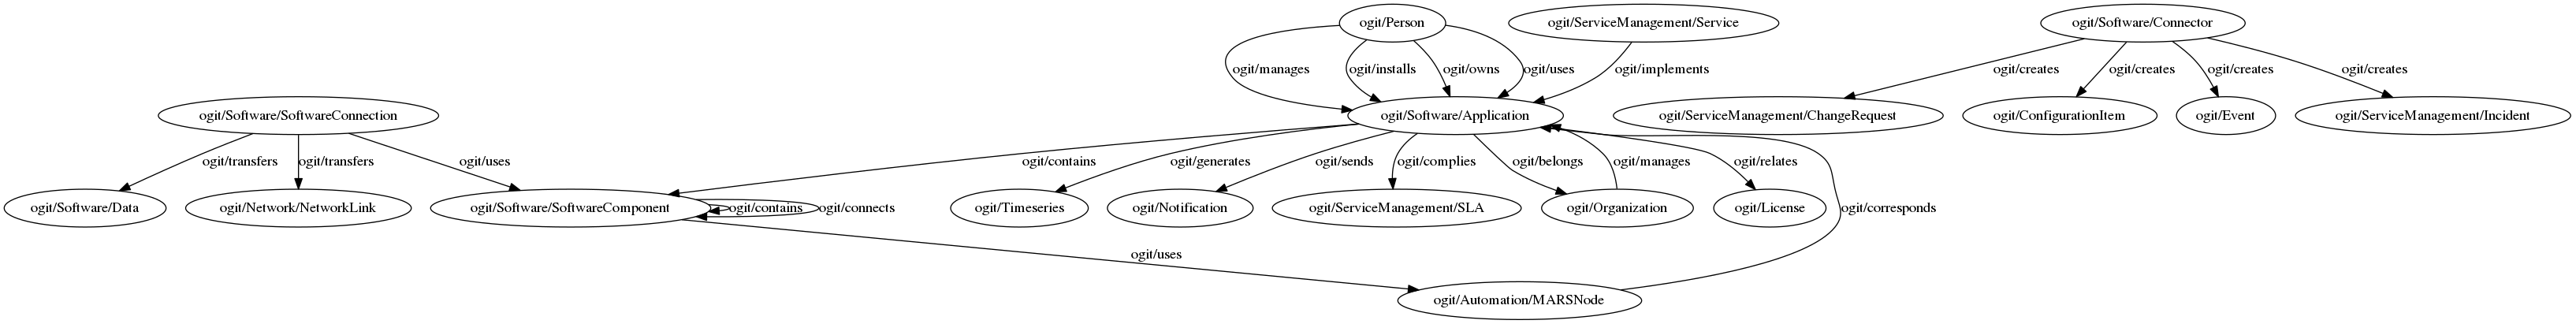 ogit/Person
ogit/ServiceManagement/Service
ogit/Software/Connector
ogit/manages
ogit/installs
ogit/owns
ogit/uses
ogit/implements
ogit/creates
ogit/creates
ogit/creates
ogit/creates
ogit/Software/SoftwareConnection
ogit/Software/Application
ogit/ServiceManagement/ChangeRequest
ogit/ConfigurationItem
ogit/Event
ogit/ServiceManagement/Incident
ogit/transfers
ogit/transfers
ogit/uses
ogit/contains
ogit/generates
ogit/sends
ogit/complies
ogit/belongs
ogit/manages
ogit/relates
ogit/Software/Data
ogit/Network/NetworkLink
ogit/Software/SoftwareComponent
ogit/contains
ogit/connects
ogit/Timeseries
ogit/Notification
ogit/ServiceManagement/SLA
ogit/Organization
ogit/License
ogit/corresponds
ogit/uses
ogit/Automation/MARSNode